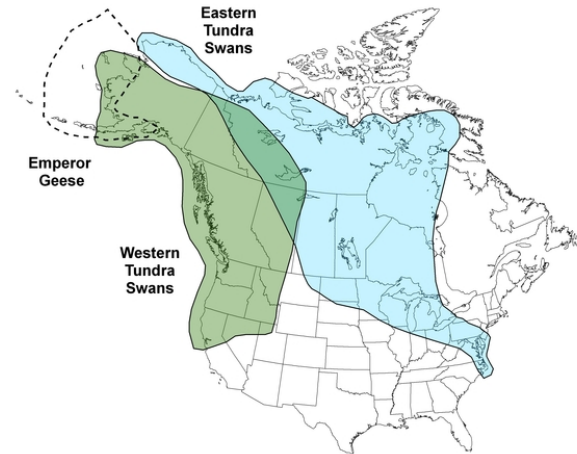 Eastern
Tundra
Swans
Emperor
Geese
Western
Tundra
Swans